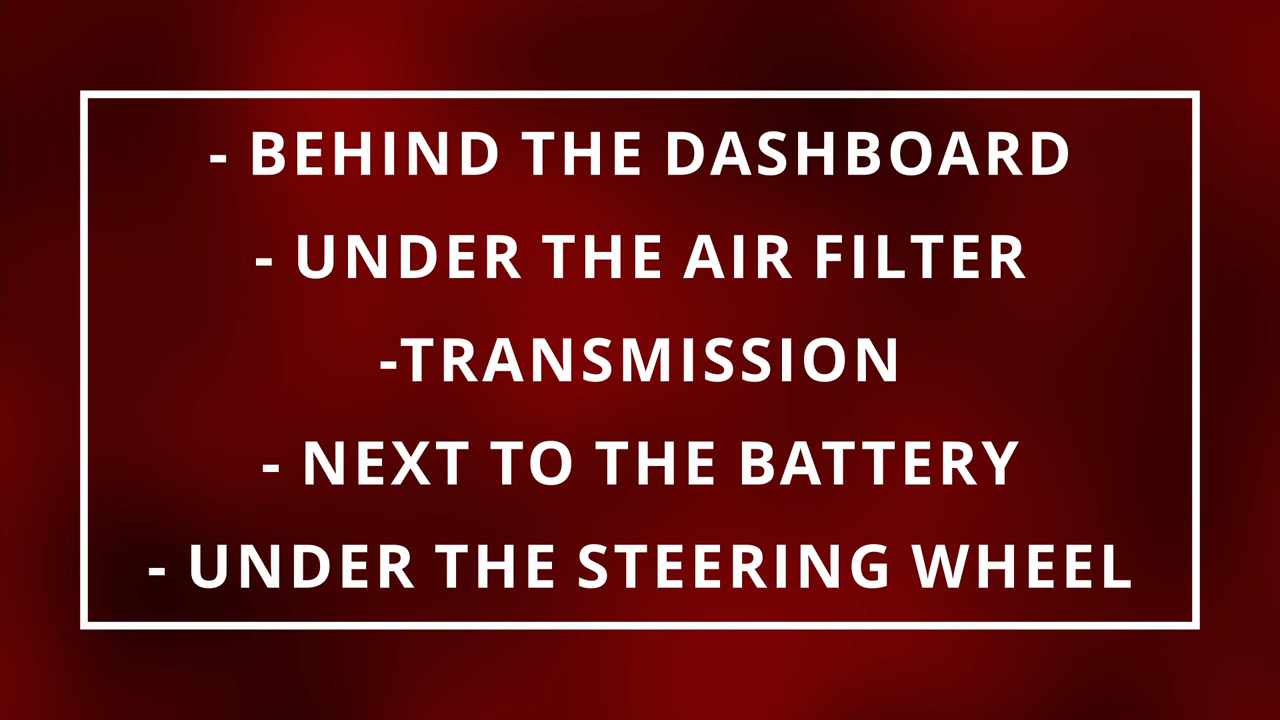 - BEHIND THE DASHBOARD
- UNDER THE AIR FILTER
-TRANSMISSION
- NEXT TO THE BATTERY
- UNDER THE STEERING WHEEL